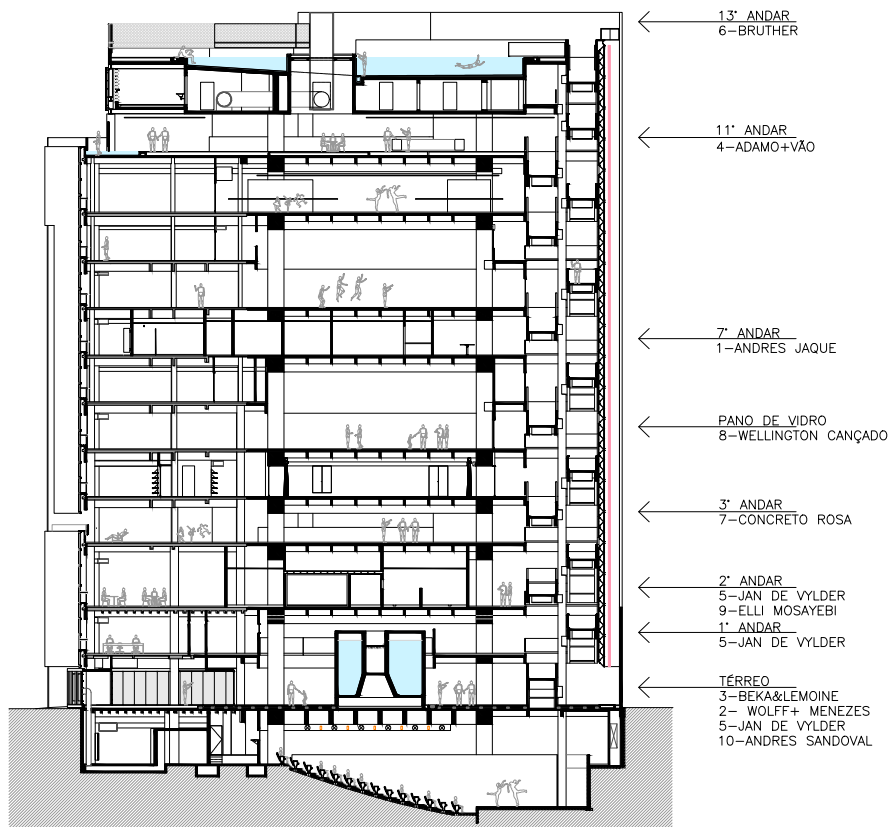 13° ANDAR
6-BRUTHER
11° ANDAR
4-ADAMO+VÃO
7° ANDAR
1-ANDRES JAQUE
PANO DE VIDRO
8-WELLINGTON CANÇADO
3° ANDAR
7-CONCRETO ROSA
2° ANDAR
5-JAN DE VYLDER
9-ELLI MOSAYEBI
1° ANDAR
5-JAN DE VYLDER
TÉRREO
3-BEKA&LEMOINE
2- WOLFF+ MENEZES
5-JAN DE VYLDER
10-ANDRES SANDOVAL